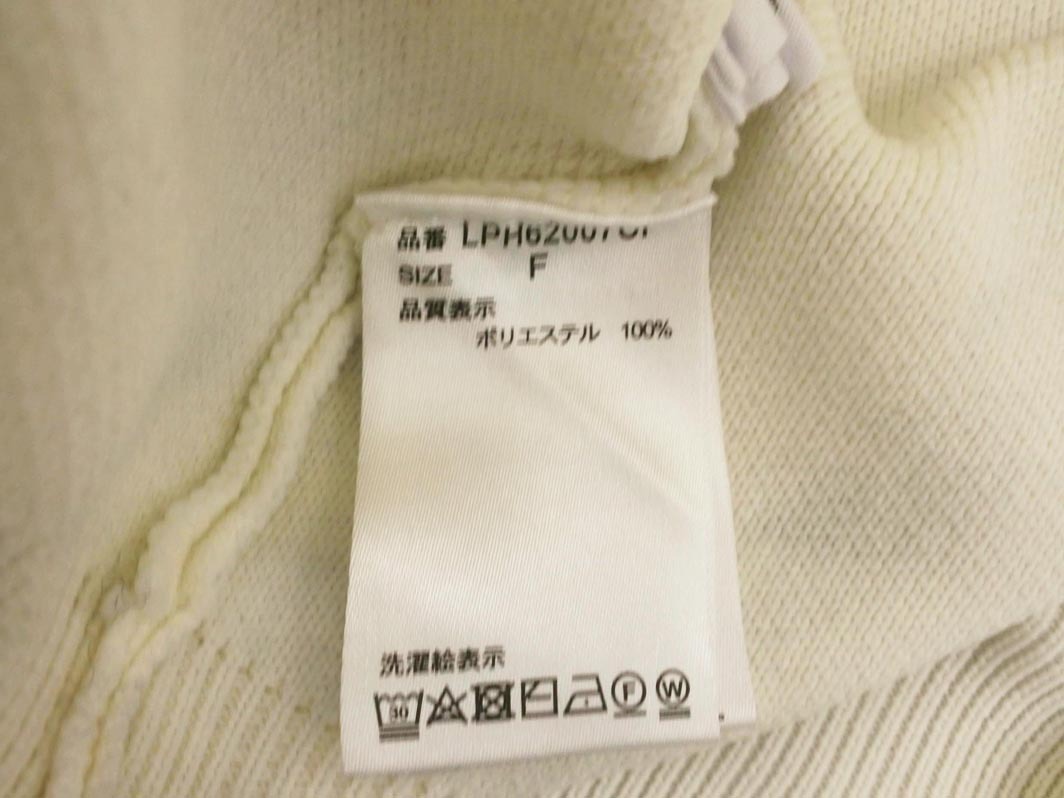 品番
SIZE F
品質表示
ポリエステル 100%
洗濯絵表示
30 F W